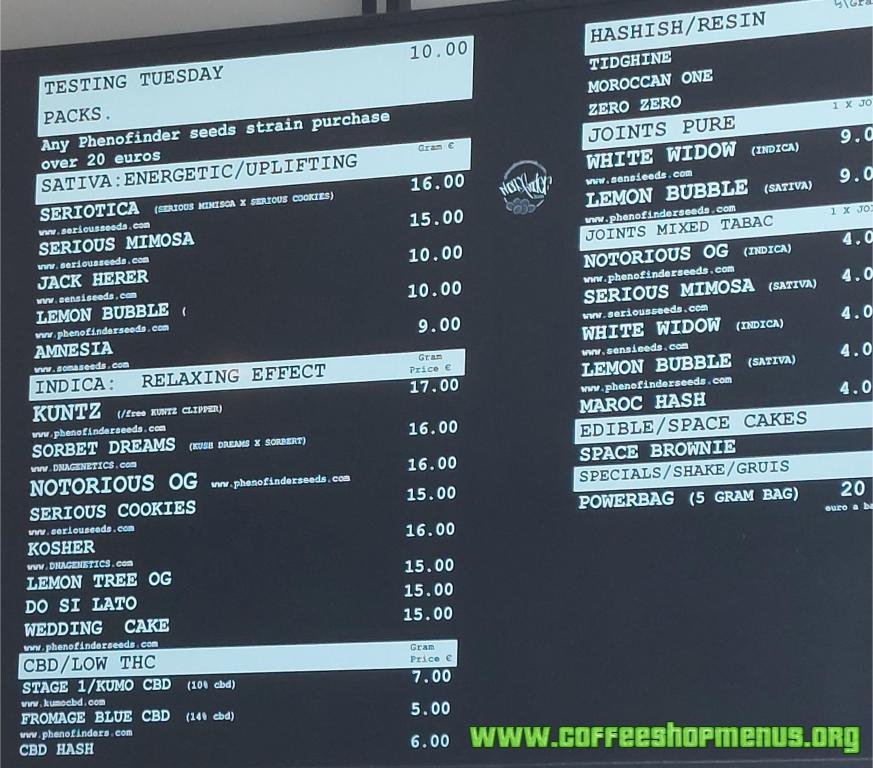 TESTING TUESDAY 10.00
PACKS.
Any Phenofinder seeds strain purchase
over 20 euros
SATIVA:ENERGETIC/UPLIFTING Gram €
SERIOTICA (SERIOUS MIMISOA X SERIOUS COOKIES) 16.00
www.seriousseeds.com
SERIOUS MIMOSA 15.00
www.seriousseeds.com
JACK HERER 10.00
www.sensiseeds.com
LEMON BUBBLE ( 10.00
www.phenofinderseeds.com
AMNESIA 9.00
www.somaseeds.com
INDICA: RELAXING EFFECT Gram
Price €
KUNTZ (/free KUNTZ CLIPPER) 17.00
www.phenofinderseeds.com
SORBET DREAMS (KUSH DREAMS X SORBERT) 16.00
www.DNAGENETICS.com
NOTORIOUS OG www.phenofinderseeds.com 16.00
SERIOUS COOKIES 15.00
www.seriouseeds.com
KOSHER 16.00
www.DNAGENETICS.com
LEMON TREE OG 15.00
DO SI LATO 15.00
WEDDING CAKE 15.00
www.phenofinderseeds.com
CBD/LOW THC Gram
Price €
STAGE 1/KUMO CBD (10% cbd) 7.00
www.kumocbd.com
FROMAGE BLUE CBD (14% cbd) 5.00
www.phenofinders.com
CBD HASH 6.00
HASHISH/RESIN
TIDGHINE
MOROCCAN ONE
ZERO ZERO
JOINTS PURE 1 X JO
WHITE WIDOW (INDICA) 9.0
www.sensieeds.com
LEMON BUBBLE (SATIVA) 9.0
www.phenofinderseeds.com
JOINTS MIXED TABAC 1 X JO
NOTORIOUS OG (INDICA) 4.0
www.phenofinderseeds.com
SERIOUS MIMOSA (SATIVA) 4.0
www.seriousseeds.com
WHITE WIDOW (INDICA) 4.0
www.sensieeds.com
LEMON BUBBLE (SATIVA) 4.0
www.phenofinderseeds.com
MAROC HASH 4.0
EDIBLE/SPACE CAKES
SPACE BROWNIE
SPECIALS/SHAKE/GRUIS
POWERBAG (5 GRAM BAG) 20
euro a ba
www.coffeeshopmenus.org